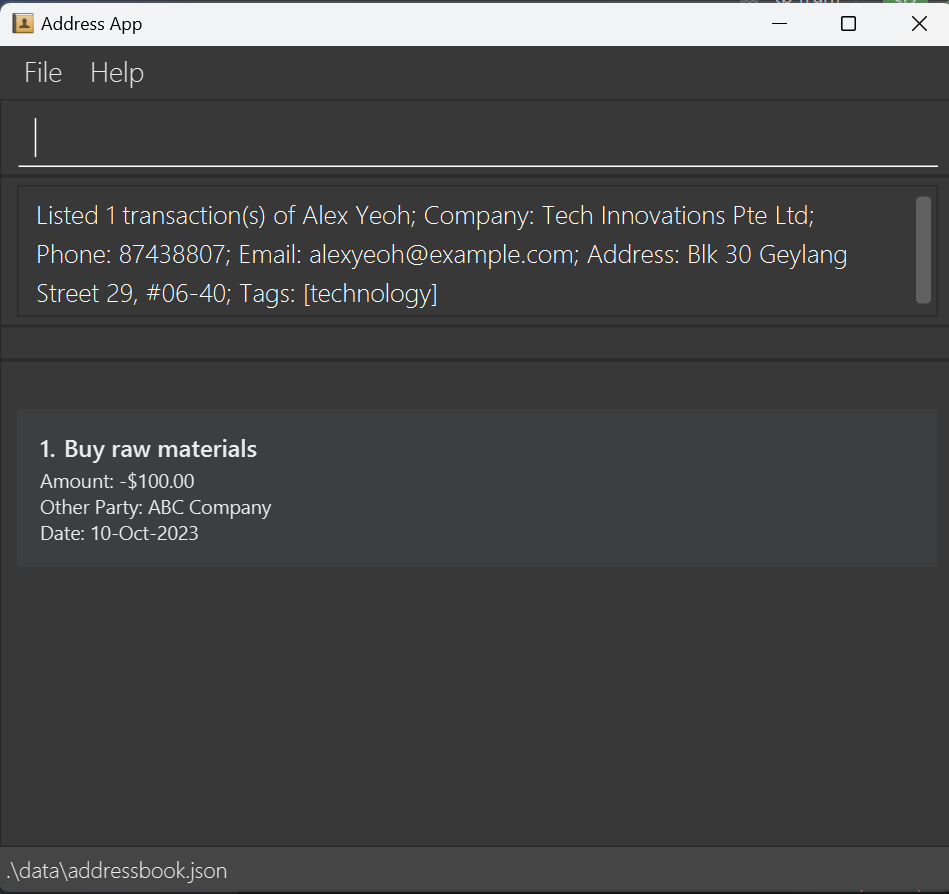 Address App
File Help
Listed 1 transaction(s) of Alex Yeoh; Company: Tech Innovations Pte Ltd;
Phone: 87438807; Email: alexyeoh@example.com; Address: Blk 30 Geylang
Street 29, #06-40; Tags: [technology]
1. Buy raw materials
Amount: -$100.00
Other Party: ABC Company
Date: 10-Oct-2023
.\data\addressbook.json